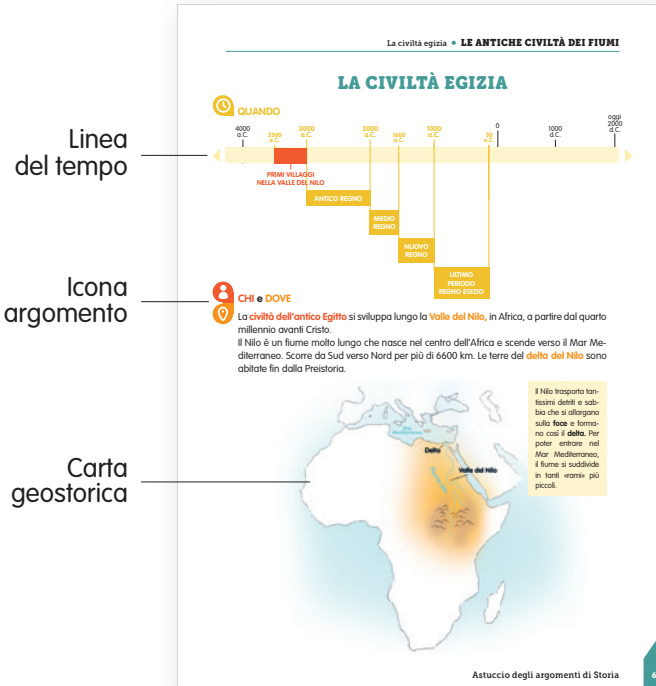 La civiltà egizia • LE ANTICHE CIVILTÀ DEI FIUMI
LA CIVILTÀ EGIZIA
QUANDO
Linea
del tempo
4000
a.C.
3500
a.C.
3000
a.C.
2000
a.C.
1600
a.C.
1000
a.C.
30
a.C.
0
1000
d.C.
oggi
2000
d.C.
PRIMI VILLAGGI
NELLA VALLE DEL NILO
ANTICO REGNO
MEDIO
REGNO
NUOVO
REGNO
ULTIMO
PERIODO
REGNO EGIZIO
Icona
argomento
CHI e DOVE
La civiltà dell'antico Egitto si sviluppa lungo la Valle del Nilo, in Africa, a partire dal quarto
millennio avanti Cristo.
Il Nilo è un fiume molto lungo che nasce nel centro dell'Africa e scende verso il Mar Me-
diterraneo. Scorre da Sud verso Nord per più di 6600 km. Le terre del delta del Nilo sono
abitate fin dalla Preistoria.
Carta
geostorica
Mar
Mediterraneo
Delta
Valle del Nilo
Il Nilo trasporta tan-
tissimi detriti e sab-
bia che si allargano
sulla foce e forma-
no così il delta. Per
poter entrare nel
Mar Mediterraneo,
il fiume si suddivide
in tanti «rami» più
piccoli.
Astuccio degli argomenti di Storia
6